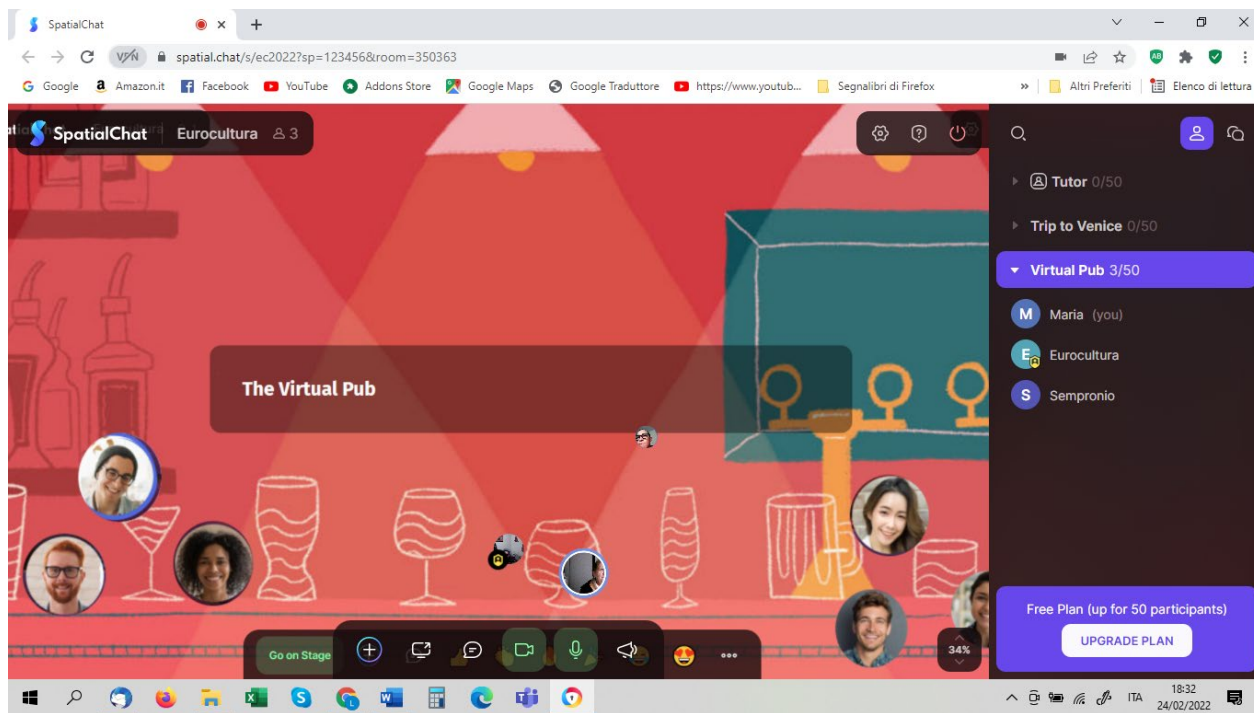 SpatialChat
VPN
spatial.chat/s/ec2022?sp=123456&room=350363
AB
Google
Amazon.it
Facebook
YouTube
Addons Store
Google Maps
Google Traduttore
https://www.youtub...
Segnalibri di Firefox
»
Altri Preferiti
Elenco di lettura
SpatialChat
Eurocultura 3
Tutor 0/50
Trip to Venice 0/50
Virtual Pub 3/50
M Maria (you)
E Eurocultura
S Sempronio
The Virtual Pub
Free Plan (up for 50 participants)
UPGRADE PLAN
Go on Stage
34%
ITA
18:32
24/02/2022